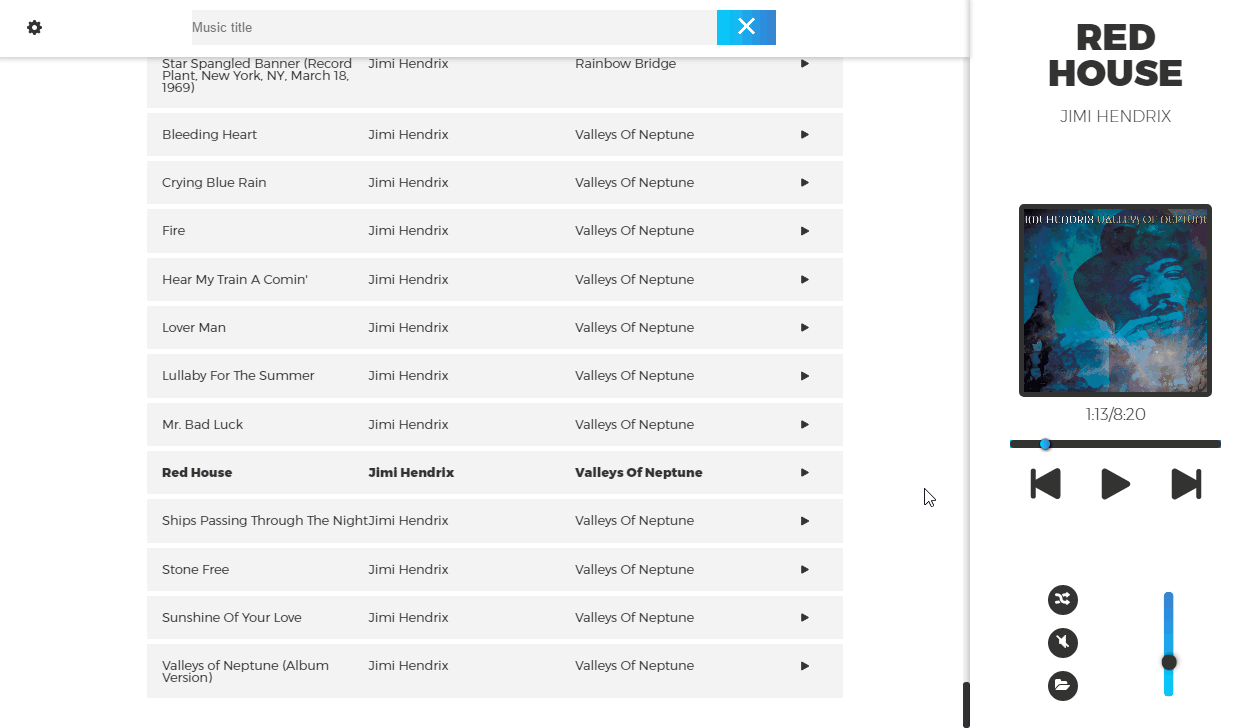 Music title
RED
HOUSE
JIMI HENDRIX
Star Spangled Banner (Record Plant, New York, NY, March 18, 1969) Jimi Hendrix Rainbow Bridge
Bleeding Heart Jimi Hendrix Valleys Of Neptune
Crying Blue Rain Jimi Hendrix Valleys Of Neptune
Fire Jimi Hendrix Valleys Of Neptune
Hear My Train A Comin' Jimi Hendrix Valleys Of Neptune
Lover Man Jimi Hendrix Valleys Of Neptune
Lullaby For The Summer Jimi Hendrix Valleys Of Neptune
Mr. Bad Luck Jimi Hendrix Valleys Of Neptune
Red House Jimi Hendrix Valleys Of Neptune
Ships Passing Through The Night Jimi Hendrix Valleys Of Neptune
Stone Free Jimi Hendrix Valleys Of Neptune
Sunshine Of Your Love Jimi Hendrix Valleys Of Neptune
Valleys of Neptune (Album Version) Jimi Hendrix Valleys Of Neptune
JIMI HENDRIX VALLEYS OF NEPTUNE
1:13/8:20